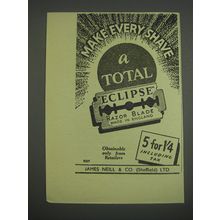 MAKE EVERY SHAVE
a
TOTAL
ECLIPSE
RAZOR BLADE
MADE IN ENGLAND
Obtainable
only from
Retailers
5 for 1'4
INCLUDING
TAX
JAMES NEILL & CO (Sheffield) LTD